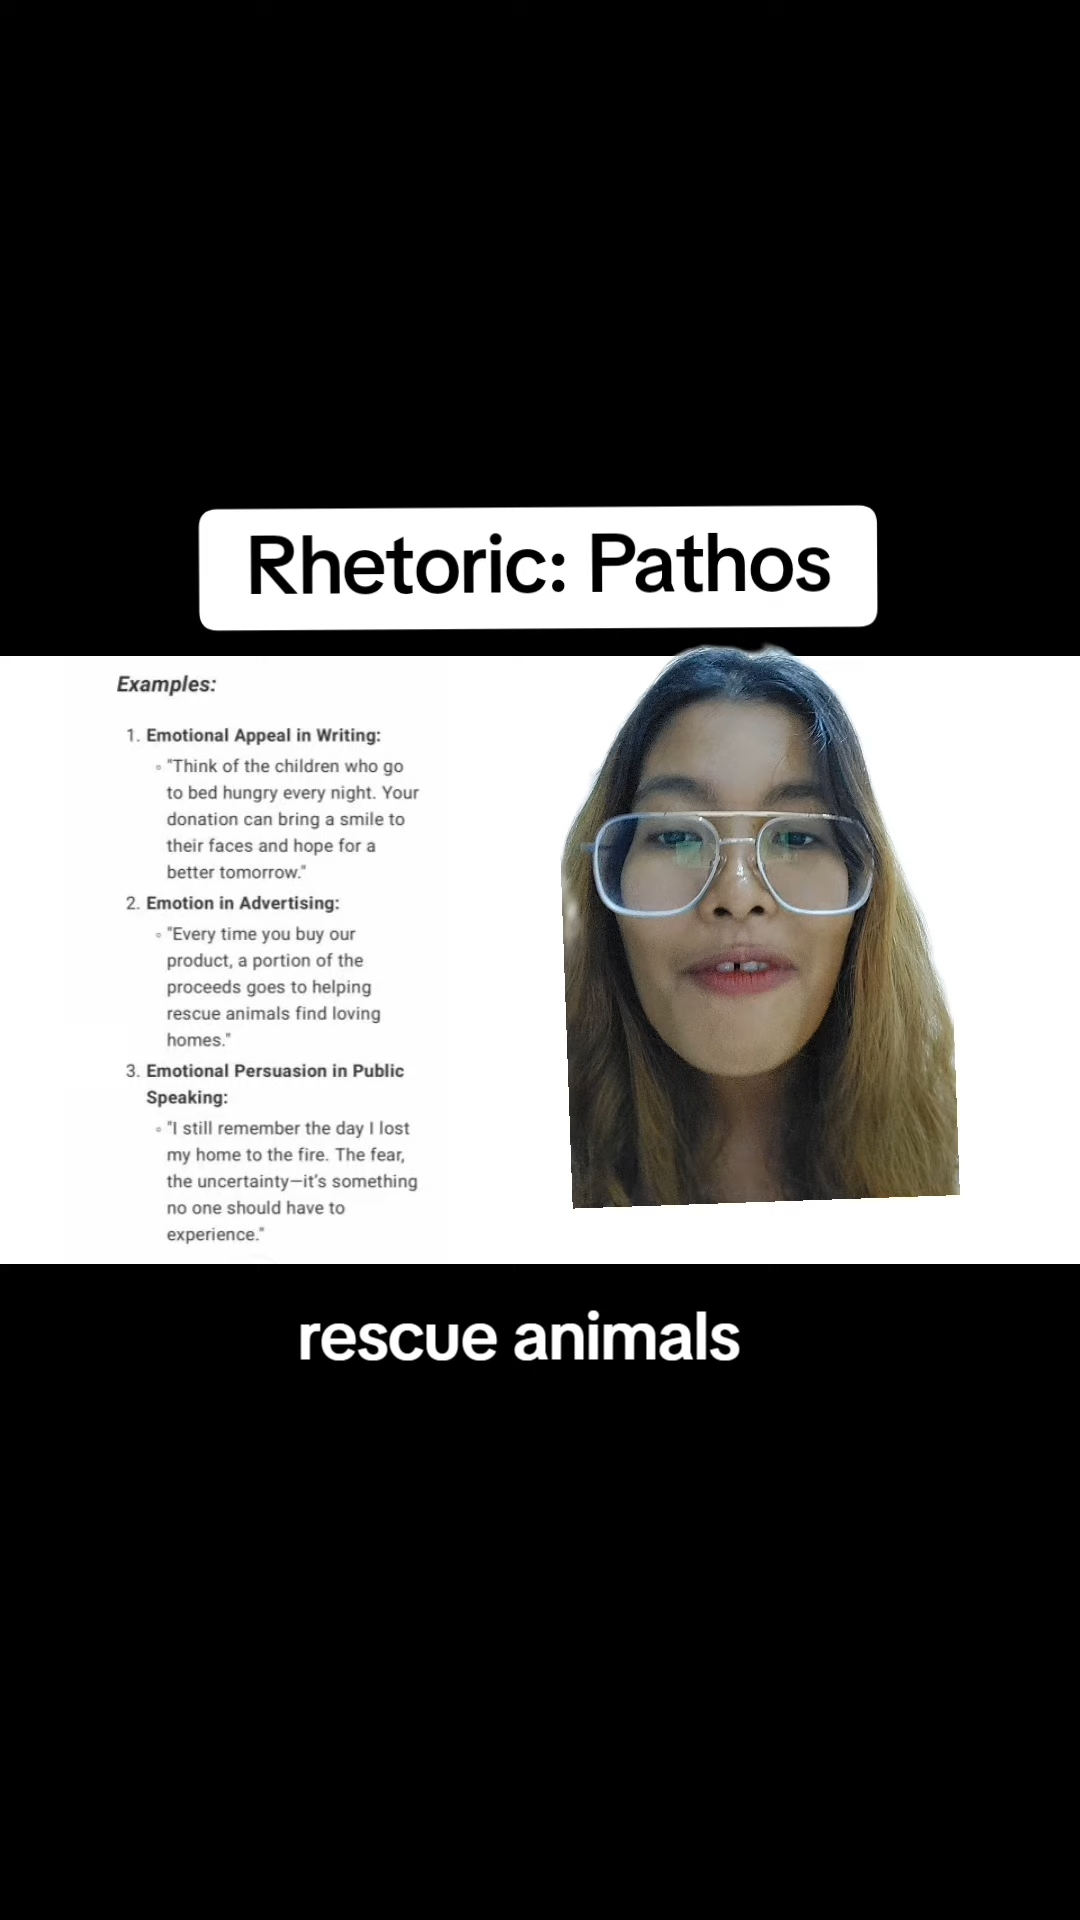 Rhetoric: Pathos
Examples:
1. Emotional Appeal in Writing:
◦ "Think of the children who go
to bed hungry every night. Your
donation can bring a smile to
their faces and hope for a
better tomorrow."
2. Emotion in Advertising:
◦ "Every time you buy our
product, a portion of the
proceeds goes to helping
rescue animals find loving
homes."
3. Emotional Persuasion in Public
Speaking:
◦ "I still remember the day I lost
my home to the fire. The fear,
the uncertainty—it's something
no one should have to
experience."
rescue animals